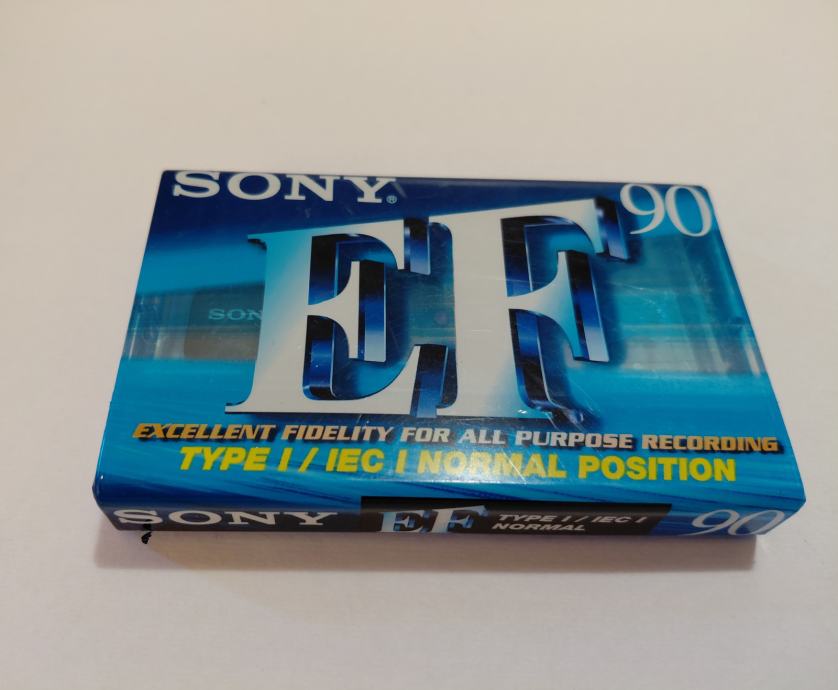 SONY®
90
EF
SONY
EXCELLENT FIDELITY FOR ALL PURPOSE RECORDING
TYPE I / IEC I NORMAL POSITION
SONY EF TYPE I / IEC I 90
NORMAL